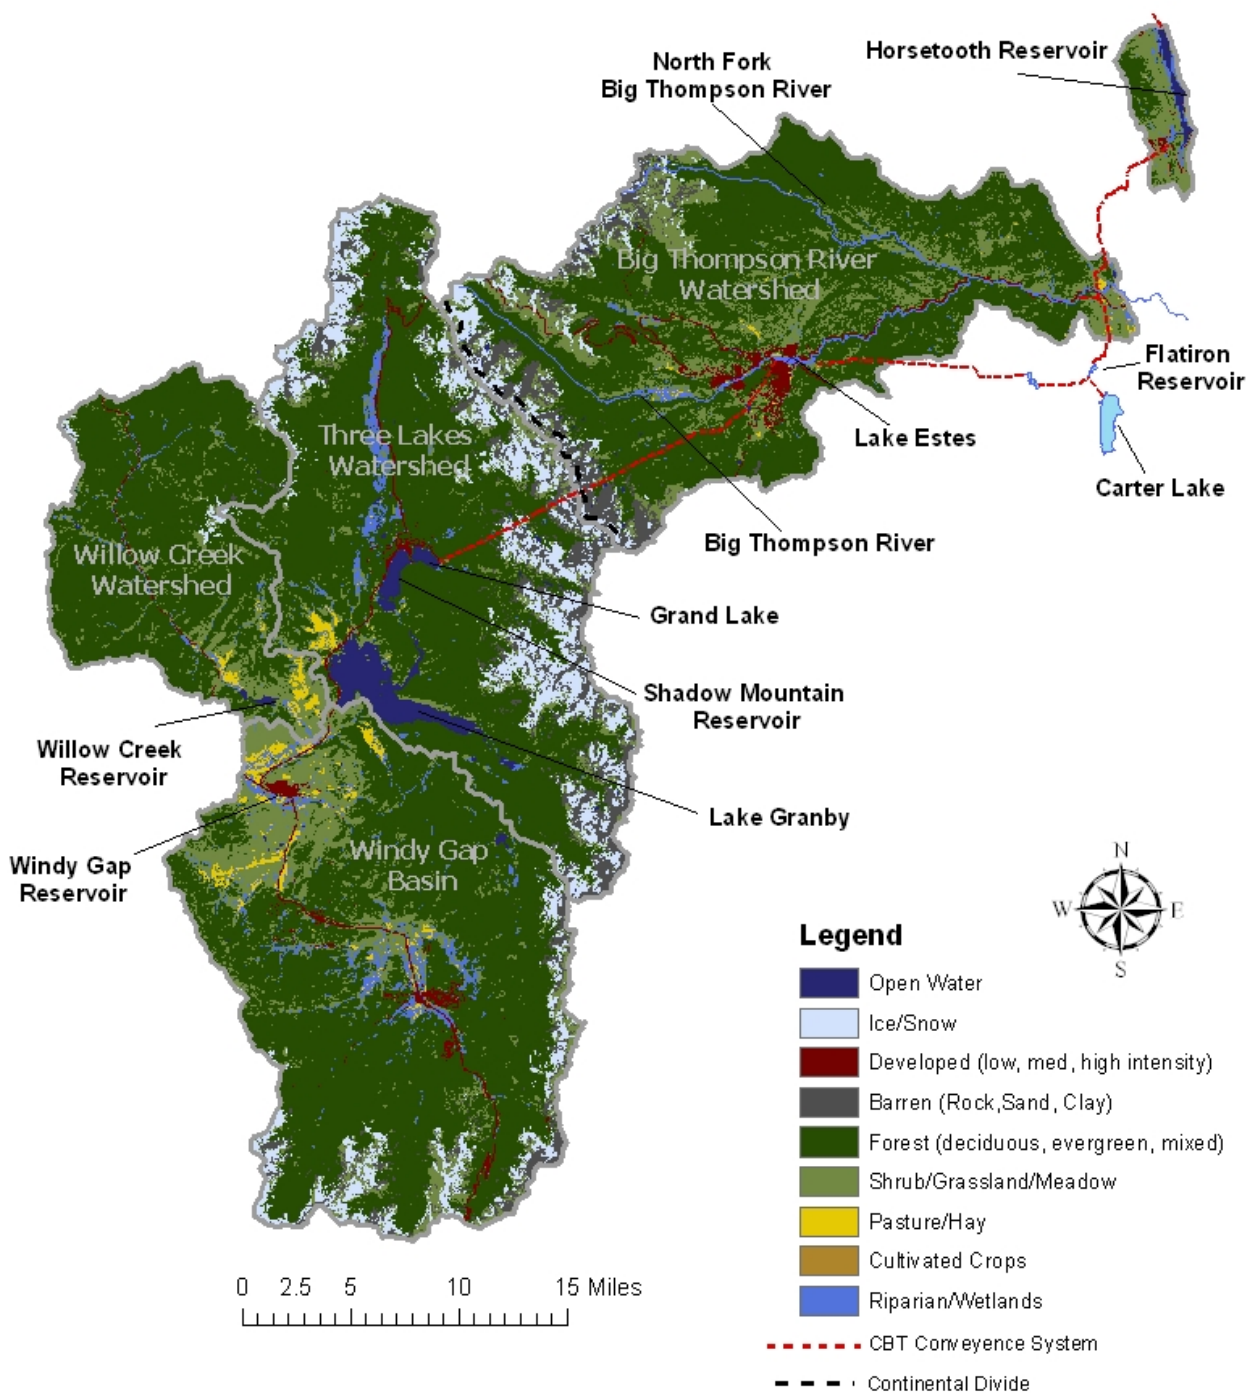 Horsetooth Reservoir
North Fork
Big Thompson River
Big Thompson River
Watershed
Flatiron
Reservoir
Three Lakes
Watershed
Lake Estes
Carter Lake
Big Thompson River
Willow Creek
Watershed
Grand Lake
Shadow Mountain
Reservoir
Willow Creek
Reservoir
Lake Granby
Windy Gap
Basin
Windy Gap
Reservoir
N
W
E
S
Legend
Open Water
Ice/Snow
Developed (low, med, high intensity)
Barren (Rock,Sand, Clay)
Forest (deciduous, evergreen, mixed)
Shrub/Grassland/Meadow
Pasture/Hay
Cultivated Crops
Riparian/Wetlands
CBT Conveyence System
Continental Divide
0 2.5 5 10 15 Miles